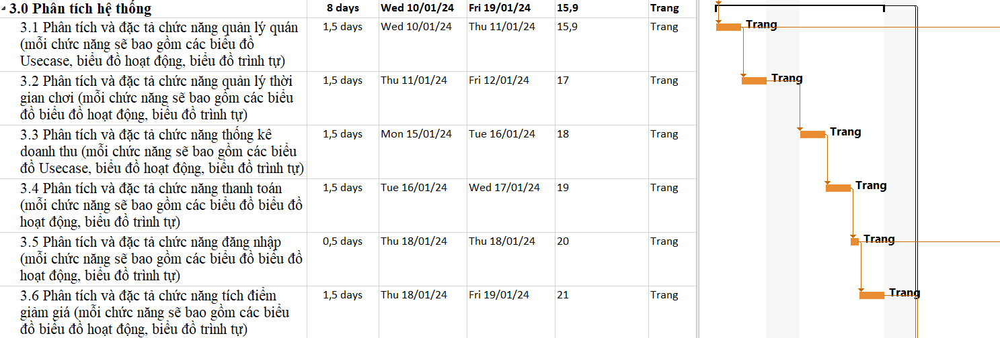 3.0 Phân tích hệ thống 8 days Wed 10/01/24 Fri 19/01/24 15,9 Trang
3.1 Phân tích và đặc tả chức năng quản lý quán 1,5 days Wed 10/01/24 Thu 11/01/24 15,9 Trang Trang
(mỗi chức năng sẽ bao gồm các biểu đồ
Usecase, biểu đồ hoạt động, biểu đồ trình tự)
3.2 Phân tích và đặc tả chức năng quản lý thời 1,5 days Thu 11/01/24 Fri 12/01/24 17 Trang Trang
gian chơi (mỗi chức năng sẽ bao gồm các biểu
đồ biểu đồ hoạt động, biểu đồ trình tự)
3.3 Phân tích và đặc tả chức năng thống kê 1,5 days Mon 15/01/24 Tue 16/01/24 18 Trang Trang
doanh thu (mỗi chức năng sẽ bao gồm các biểu
đồ Usecase, biểu đồ hoạt động, biểu đồ trình tự)
3.4 Phân tích và đặc tả chức năng thanh toán 1,5 days Tue 16/01/24 Wed 17/01/24 19 Trang Trang
(mỗi chức năng sẽ bao gồm các biểu đồ biểu đồ
hoạt động, biểu đồ trình tự)
3.5 Phân tích và đặc tả chức năng đăng nhập 0,5 days Thu 18/01/24 Thu 18/01/24 20 Trang Trang
(mỗi chức năng sẽ bao gồm các biểu đồ biểu đồ
hoạt động, biểu đồ trình tự)
3.6 Phân tích và đặc tả chức năng tích điểm 1,5 days Thu 18/01/24 Fri 19/01/24 21 Trang Trang
giảm giá (mỗi chức năng sẽ bao gồm các biểu
đồ biểu đồ hoạt động, biểu đồ trình tự)